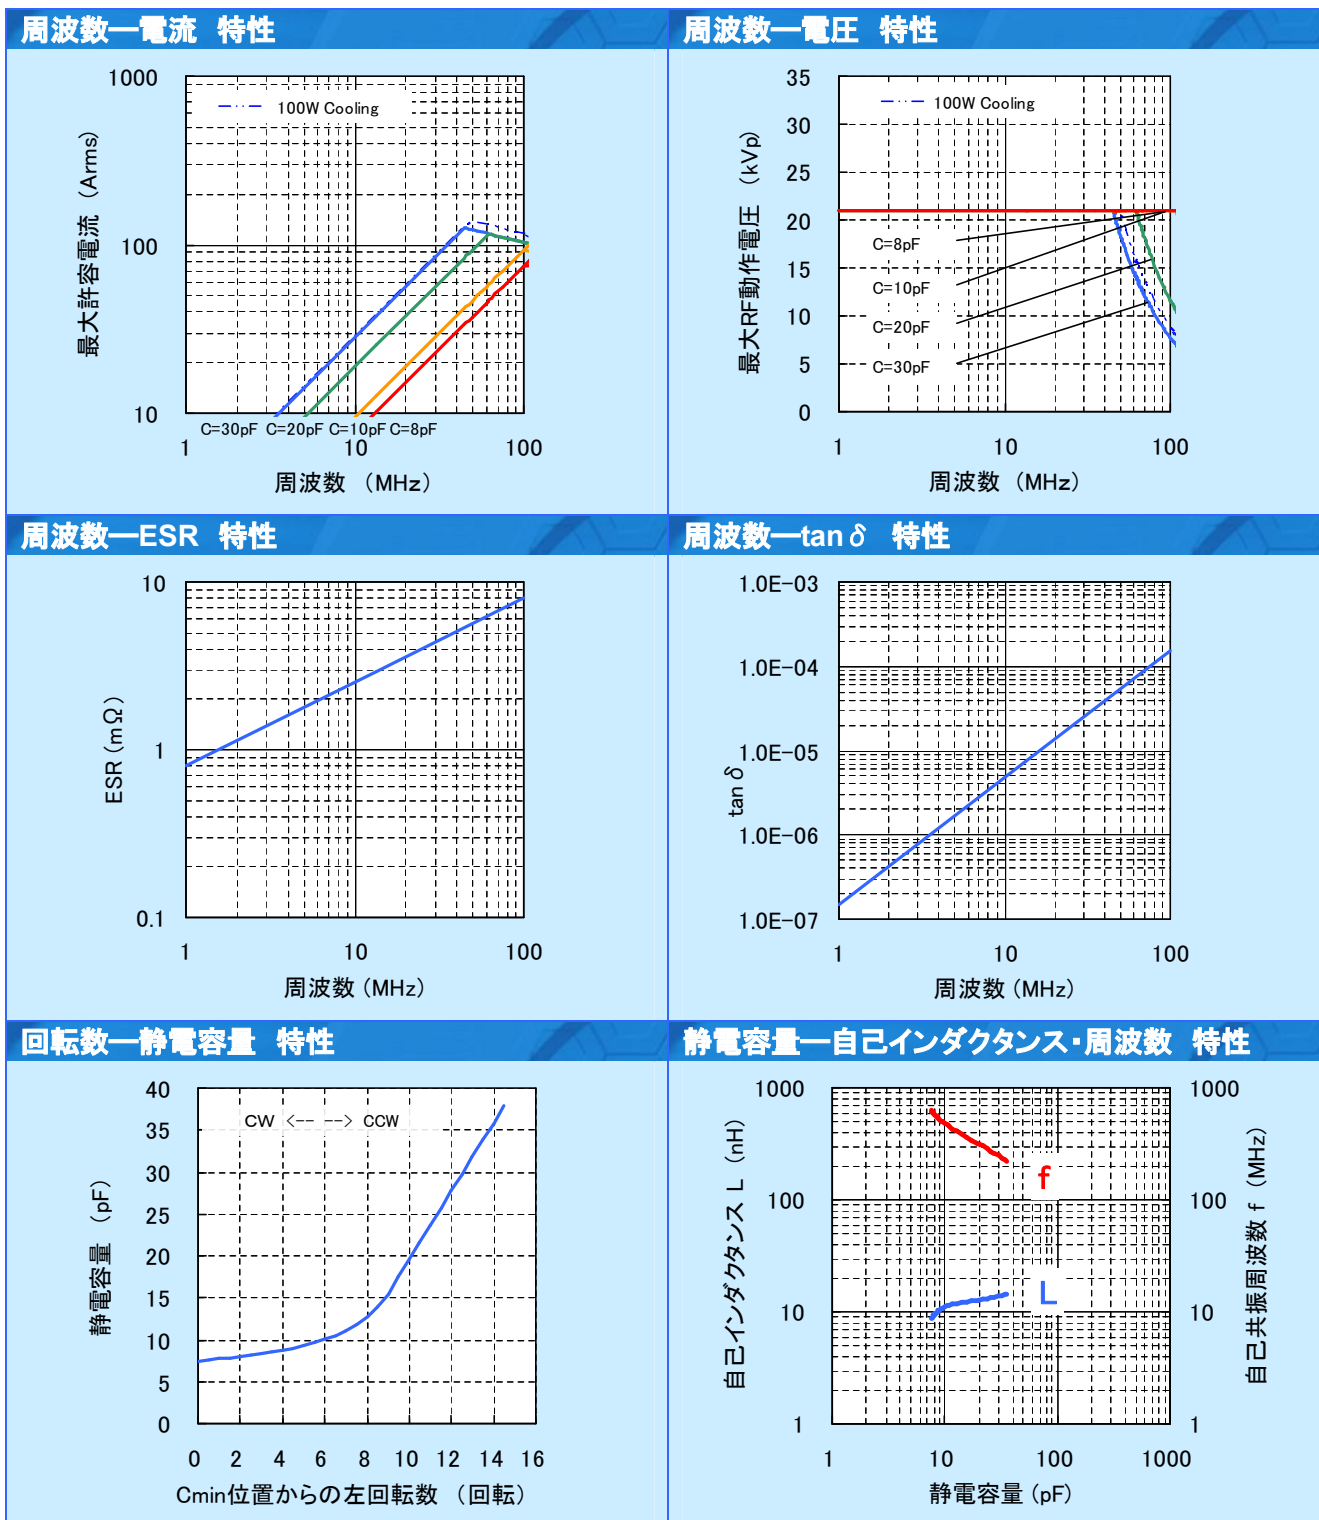 周波数―電流 特性
1000
100
10
最大許容電流 (Arms)
100W Cooling
C=30pF C=20pF C=10pF C=8pF
1 10 100
周波数 (MHz)
周波数―電圧 特性
35
30
25
20
15
10
5
0
最大RF動作電圧 (kVp)
100W Cooling
C=8pF
C=10pF
C=20pF
C=30pF
1 10 100
周波数 (MHz)
周波数―ESR 特性
10
1
0.1
ESR (mΩ)
1 10 100
周波数 (MHz)
周波数―tanδ 特性
1.0E-03
1.0E-04
1.0E-05
1.0E-06
1.0E-07
tanδ
1 10 100
周波数 (MHz)
回転数―静電容量 特性
40
35
30
25
20
15
10
5
0
静電容量 (pF)
CW <-- --> CCW
0 2 4 6 8 10 12 14 16
Cmin位置からの左回転数 (回転)
静電容量―自己インダクタンス・周波数 特性
1000
100
10
1
自己インダクタンス L (nH)
f
L
1000
100
10
1
自己共振周波数 f (MHz)
1 10 100 1000
静電容量 (pF)